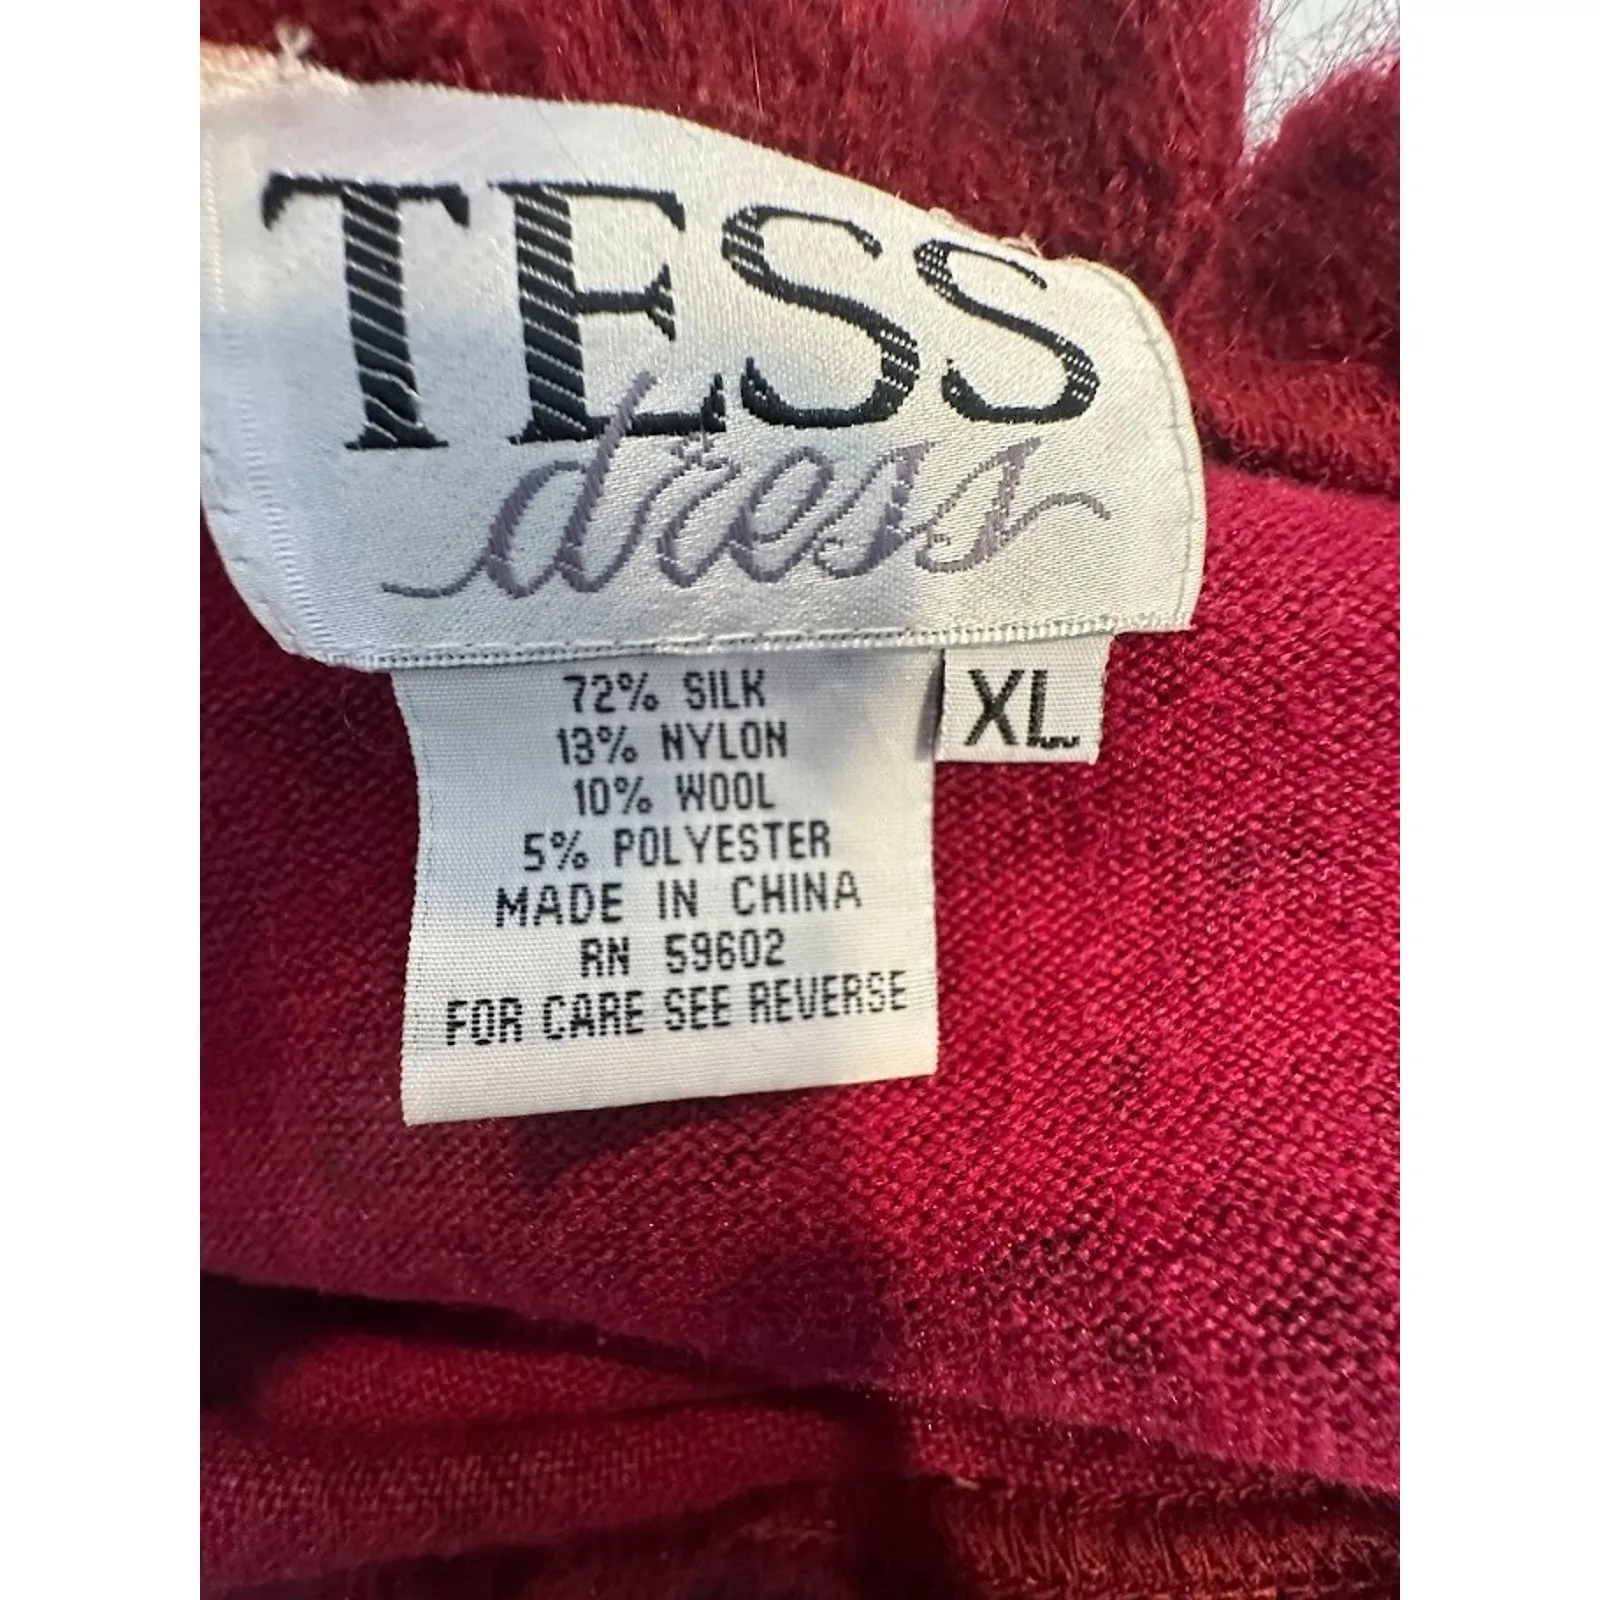 TESS
dress
XL
72% SILK
13% NYLON
10% WOOL
5% POLYESTER
MADE IN CHINA
RN 59602
FOR CARE SEE REVERSE